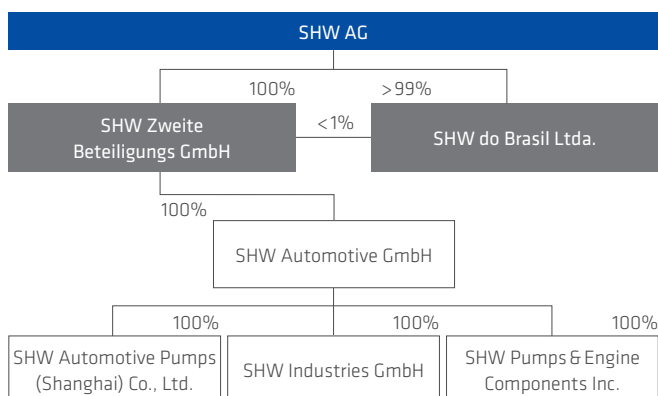 SHW AG
100%
>99%
SHW Zweite
Beteiligungs GmbH
<1%
SHW do Brasil Ltda.
100%
SHW Automotive GmbH
100%
100%
100%
SHW Automotive Pumps
(Shanghai) Co., Ltd.
SHW Industries GmbH
SHW Pumps & Engine
Components Inc.